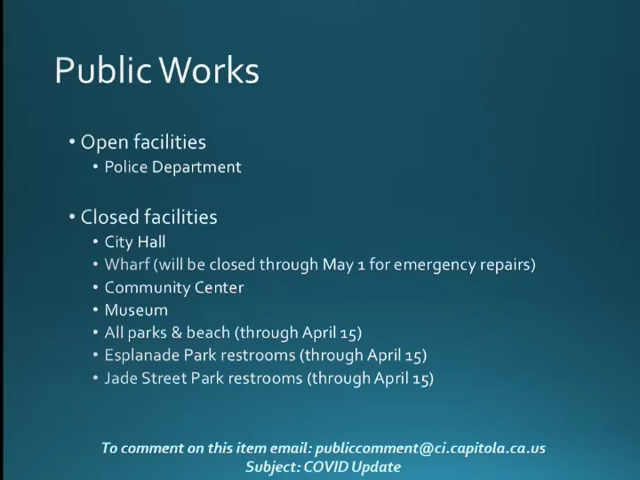 Public Works
• Open facilities
• Police Department
• Closed facilities
• City Hall
• Wharf (will be closed through May 1 for emergency repairs)
• Community Center
• Museum
• All parks & beach (through April 15)
• Esplanade Park restrooms (through April 15)
• Jade Street Park restrooms (through April 15)
To comment on this item email: publiccomment@ci.capitola.ca.us
Subject: COVID Update